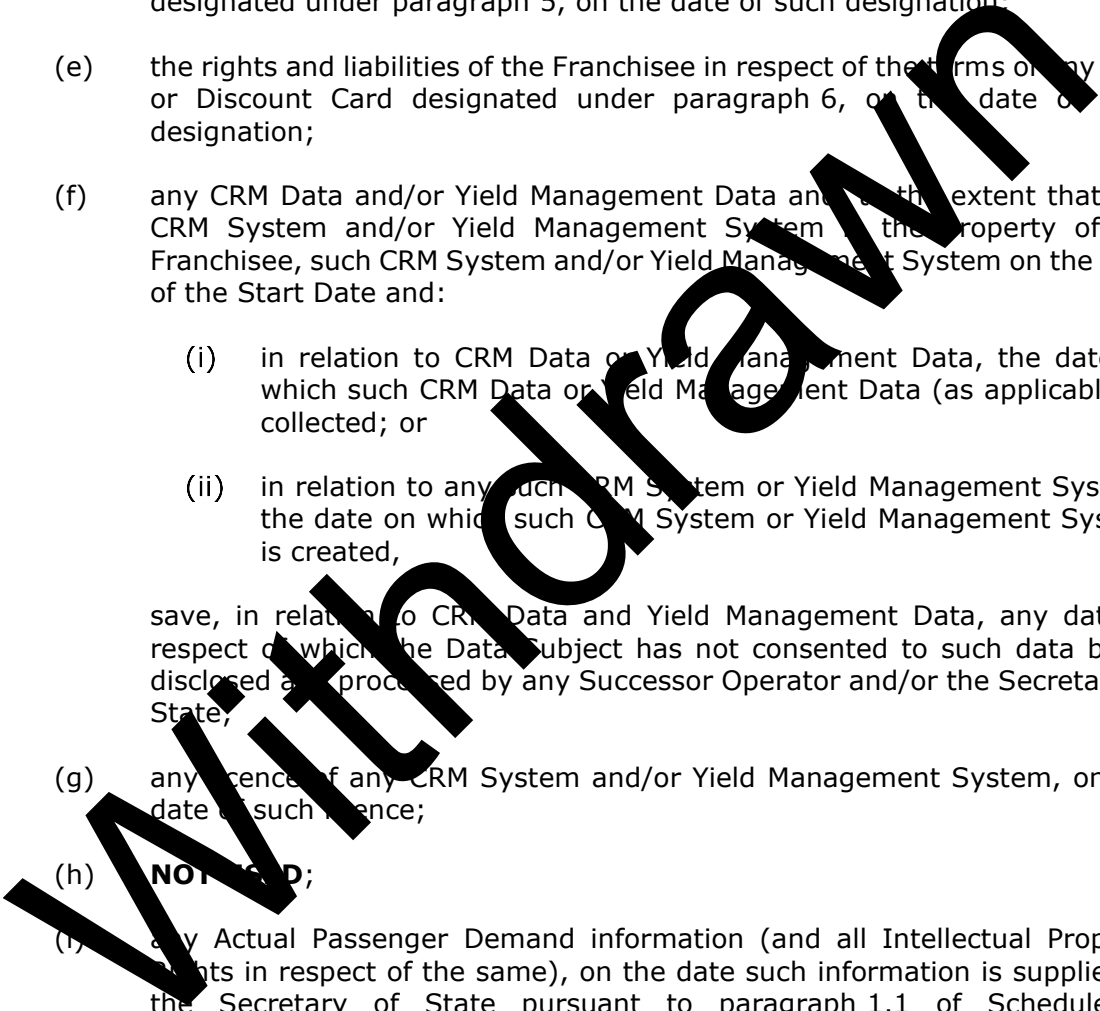 designated under paragraph 5, on the date of such designation;
(e) the rights and liabilities of the Franchisee in respect of the terms of any
or Discount Card designated under paragraph 6, on the date of
designation;
(f) any CRM Data and/or Yield Management Data and, to the extent that
CRM System and/or Yield Management System is the property of
Franchisee, such CRM System and/or Yield Management System on the
of the Start Date and:
(i) in relation to CRM Data or Yield Management Data, the date
which such CRM Data or Yield Management Data (as applicabl
collected; or
(ii) in relation to any such CRM System or Yield Management Sys
the date on which such CRM System or Yield Management Sys
is created,
save, in relation to CRM Data and Yield Management Data, any dat
respect of which the Data Subject has not consented to such data b
disclosed and processed by any Successor Operator and/or the Secreta
State;
(g) any licence of any CRM System and/or Yield Management System, on
date of such licence;
(h) NOT USED;
(i) any Actual Passenger Demand information (and all Intellectual Prop
Rights in respect of the same), on the date such information is supplie
the Secretary of State pursuant to paragraph 1.1 of Schedule
Withdrawn